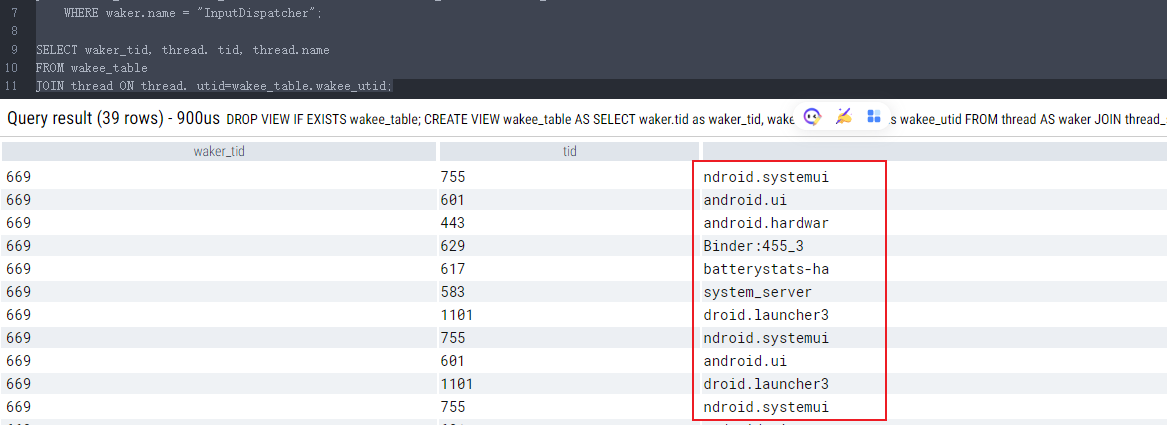 7 WHERE waker.name = "InputDispatcher";
8
9 SELECT waker_tid, thread. tid, thread.name
10 FROM wakee_table
11 JOIN thread ON thread. utid=wakee_table.wakee_utid;
Query result (39 rows) - 900us DROP VIEW IF EXISTS wakee_table; CREATE VIEW wakee_table AS SELECT waker.tid as waker_tid, wake s wakee_utid FROM thread AS waker JOIN thread_
waker_tid tid
669 755 ndroid.systemui
669 601 android.ui
669 443 android.hardwar
669 629 Binder:455_3
669 617 batterystats-ha
669 583 system_server
669 1101 droid.launcher3
669 755 ndroid.systemui
669 601 android.ui
669 1101 droid.launcher3
669 755 ndroid.systemui